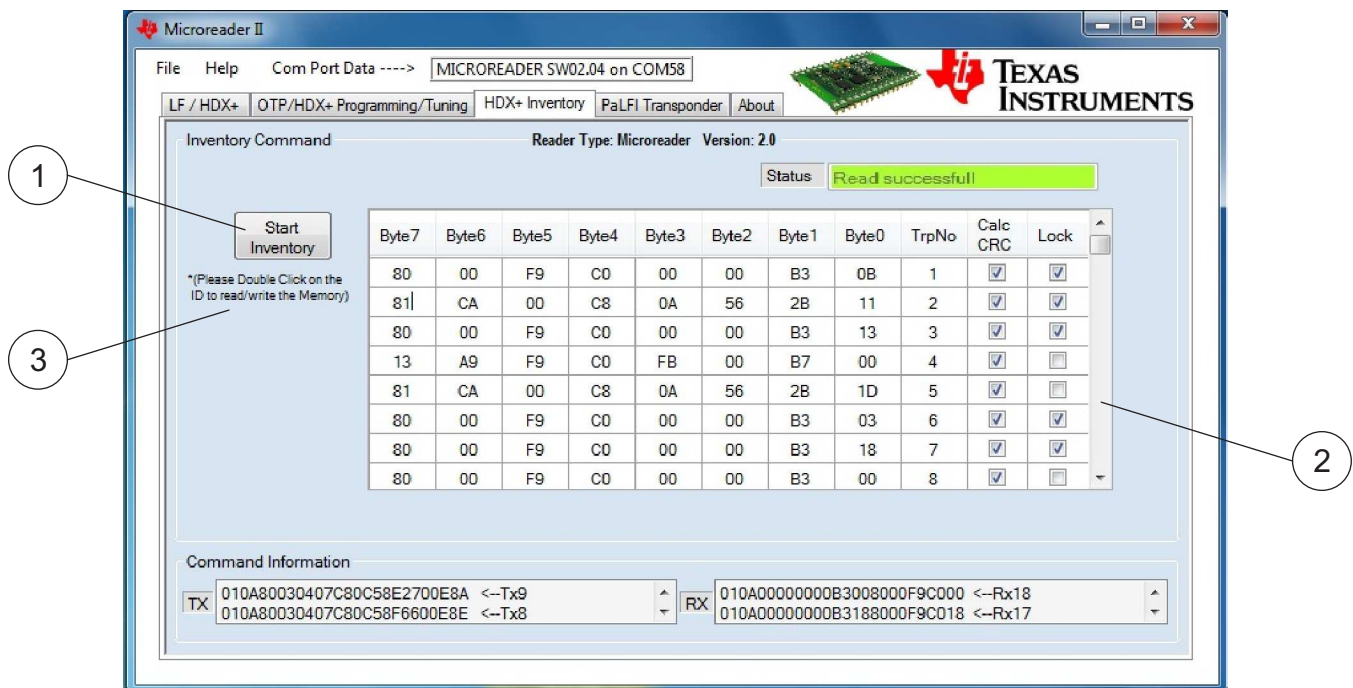 Microreader II
File Help Com Port Data ----> MICROREADER SW02.04 on COM58
TEXAS
INSTRUMENTS
LF / HDX+ OTP/HDX+ Programming/Tuning HDX+ Inventory PaLFI Transponder About
Inventory Command Reader Type: Microreader Version: 2.0
1
Status Read successfull
Start
Inventory
*(Please Double Click on the
ID to read/write the Memory)
Byte7 Byte6 Byte5 Byte4 Byte3 Byte2 Byte1 Byte0 TrpNo Calc CRC Lock
80 00 F9 C0 00 00 B3 0B 1
81 CA 00 C8 0A 56 2B 11 2
80 00 F9 C0 00 00 B3 13 3
13 A9 F9 C0 FB 00 B7 00 4
81 CA 00 C8 0A 56 2B 1D 5
80 00 F9 C0 00 00 B3 03 6
80 00 F9 C0 00 00 B3 18 7
80 00 F9 C0 00 00 B3 00 8
3
2
Command Information
TX
010A80030407C80C58E2700E8A <--Tx9
010A80030407C80C58F6600E8E <--Tx8
RX
010A00000000B3008000F9C000 <--Rx18
010A00000000B3188000F9C018 <--Rx17